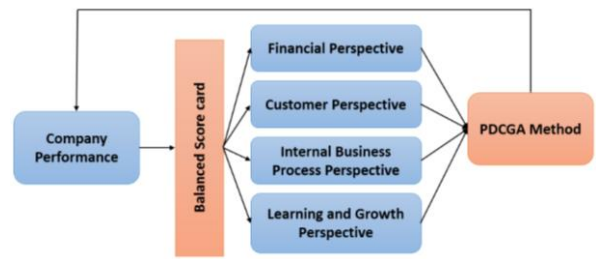 Company
Performance
Balanced Score card
Financial Perspective
Customer Perspective
Internal Business
Process Perspective
Learning and Growth
Perspective
PDCGA Method